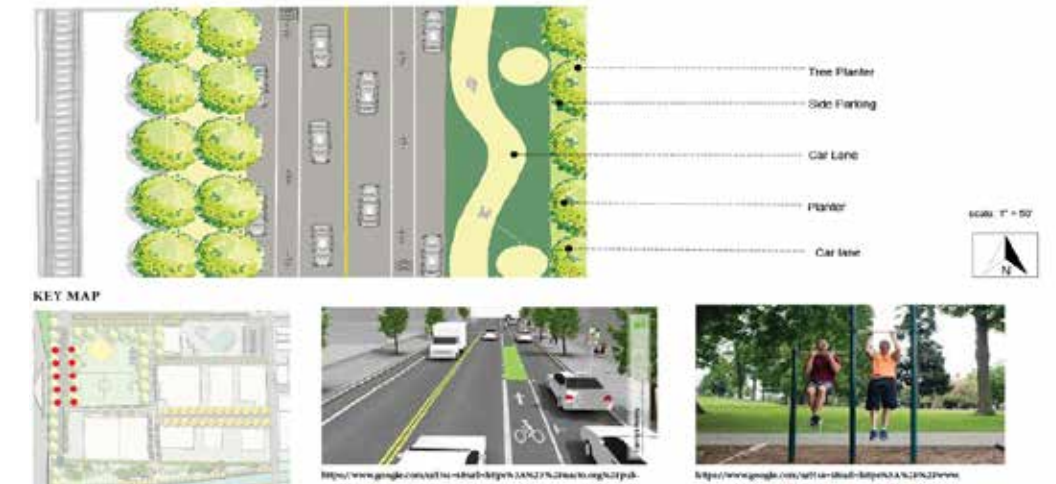 Tree Planter
Side Parking
Car Lane
Planter
Car lane
scale: 1" = 50'
N
KEY MAP